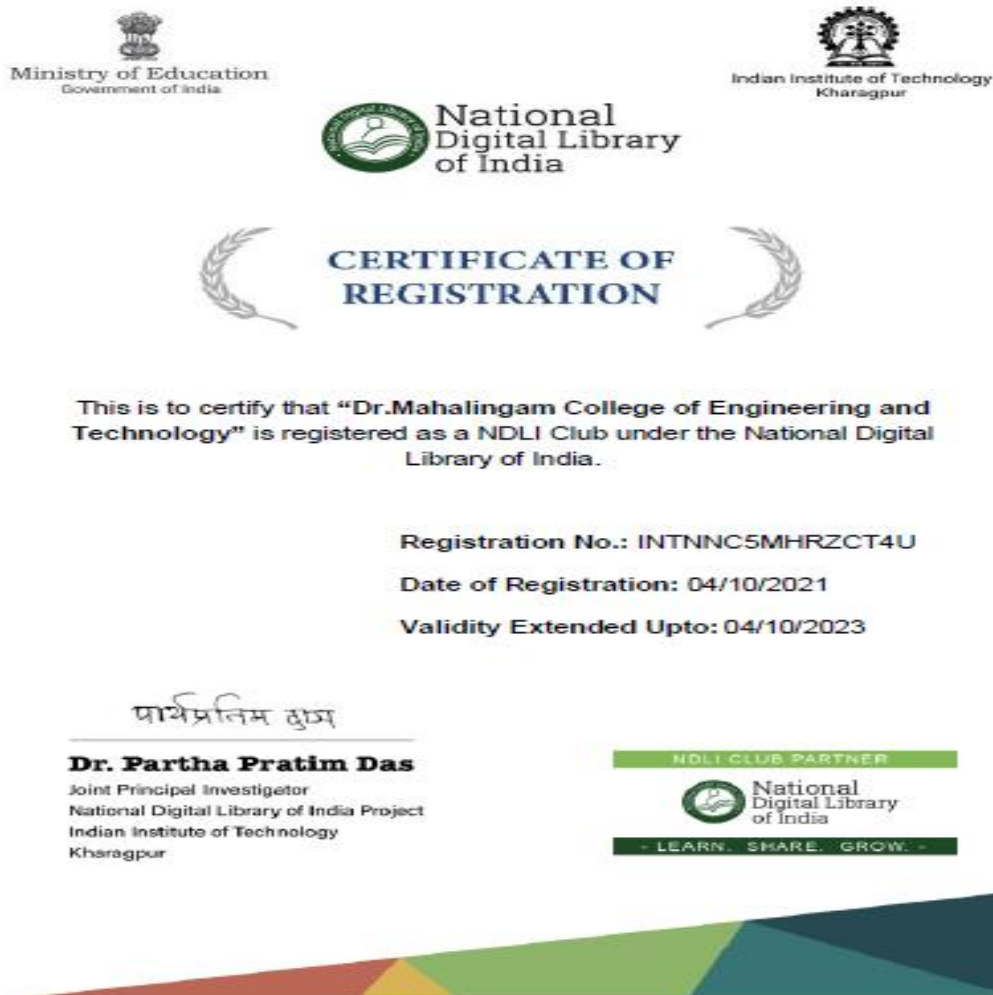 Ministry of Education
Government of India
Indian Institute of Technology
Kharagpur
National
Digital Library
of India
CERTIFICATE OF
REGISTRATION
This is to certify that “Dr.Mahalingam College of Engineering and
Technology” is registered as a NDLI Club under the National Digital
Library of India.
Registration No.: INTNNC5MHRZCT4U
Date of Registration: 04/10/2021
Validity Extended Upto: 04/10/2023
पार्थप्रतिम दास
Dr. Partha Pratim Das
Joint Principal Investigator
National Digital Library of India Project
Indian Institute of Technology
Kharagpur
NDLI CLUB PARTNER
National
Digital Library
of India
- LEARN. SHARE. GROW. -